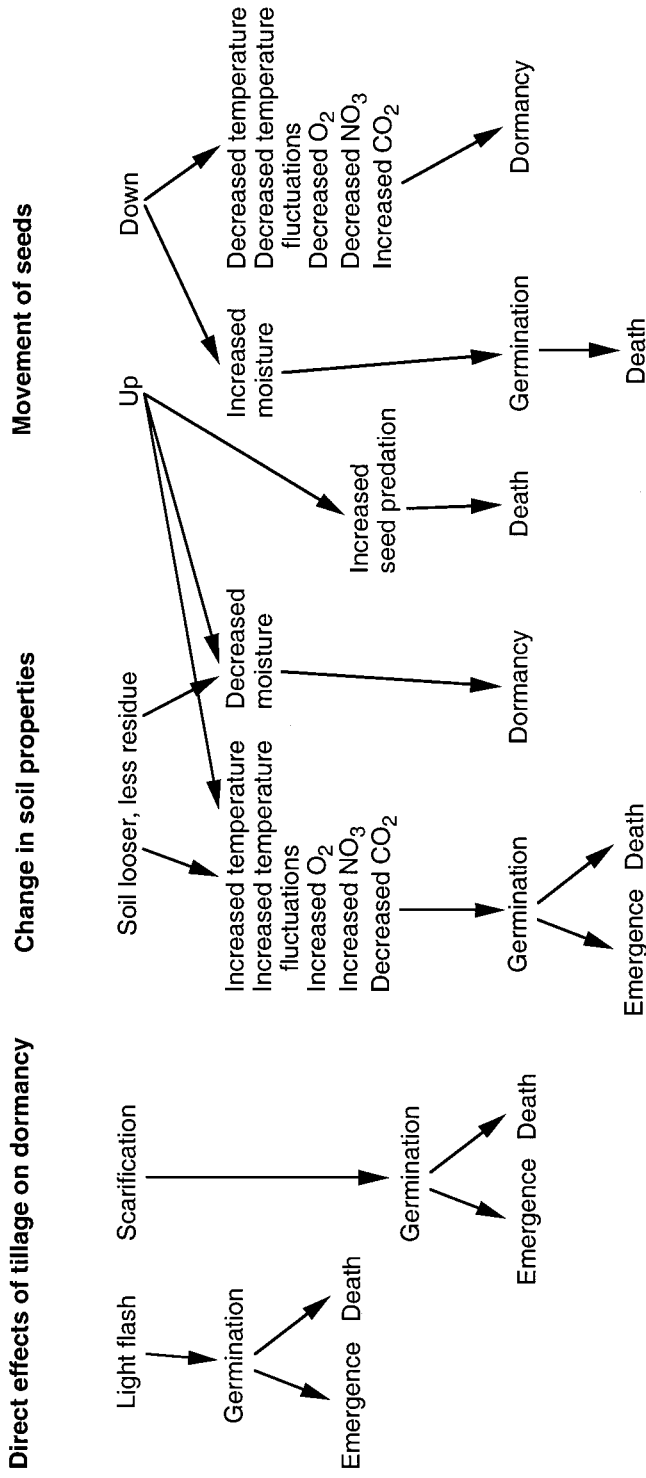 Direct effects of tillage on dormancy
Change in soil properties
Movement of seeds
Light flash
Scarification
Soil looser, less residue
Up
Down
Germination
Increased temperature
Increased temperature
fluctuations
Increased O2
Increased NO3
Decreased CO2
Decreased
moisture
Increased
moisture
Decreased temperature
Decreased temperature
fluctuations
Decreased O2
Decreased NO3
Increased CO2
Emergence
Death
Increased
seed predation
Germination
Germination
Dormancy
Death
Germination
Dormancy
Emergence
Death
Emergence
Death
Death